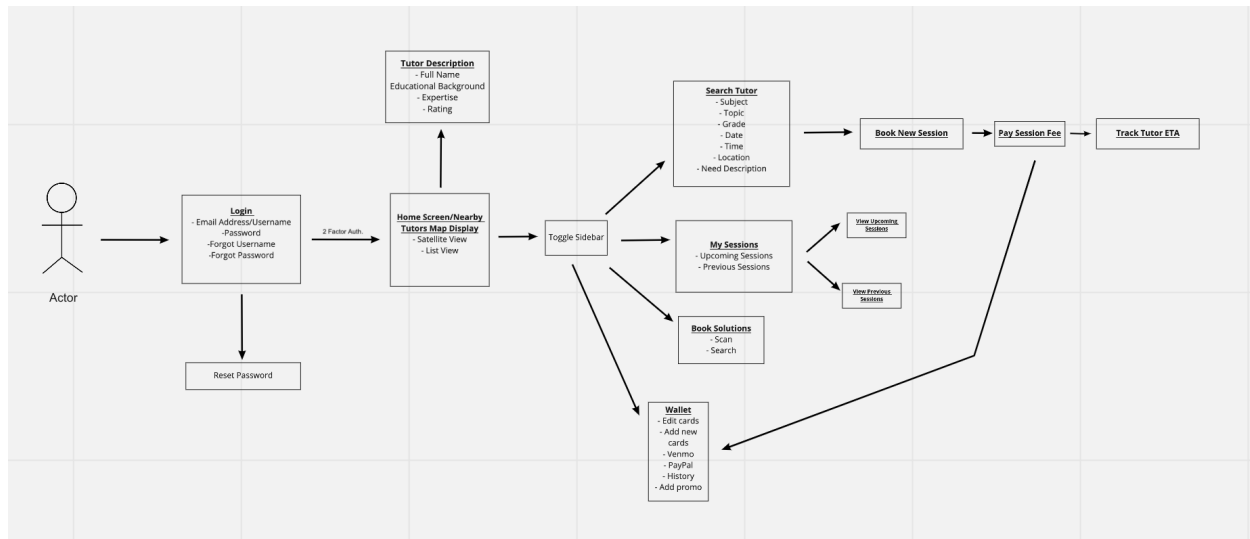 Tutor Description
- Full Name
Educational Background
- Expertise
- Rating
Search Tutor
- Subject
- Topic
- Grade
- Date
- Time
- Location
- Need Description
Book New Session
Pay Session Fee
Track Tutor ETA
Login
- Email Address/Username
-Password
-Forgot Username
-Forgot Password
2 Factor Auth.
Home Screen/Nearby
Tutors Map Display
- Satellite View
- List View
Toggle Sidebar
My Sessions
- Upcoming Sessions
- Previous Sessions
View Upcoming
Sessions
View Previous
Sessions
Actor
Book Solutions
- Scan
- Search
Reset Password
Wallet
- Edit cards
- Add new
cards
- Venmo
- PayPal
- History
- Add promo